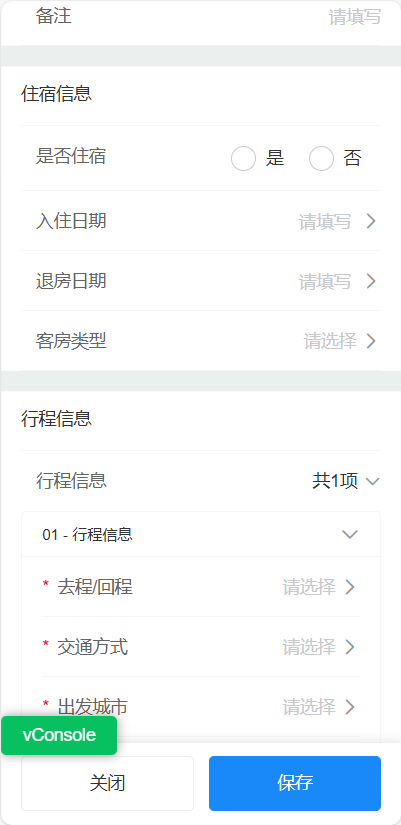 备注 请填写
住宿信息
是否住宿 是 否
入住日期 请填写
退房日期 请填写
客房类型 请选择
行程信息
行程信息 共1项
01 - 行程信息
* 去程/回程 请选择
* 交通方式 请选择
* 出发城市 请选择
vConsole
关闭 保存